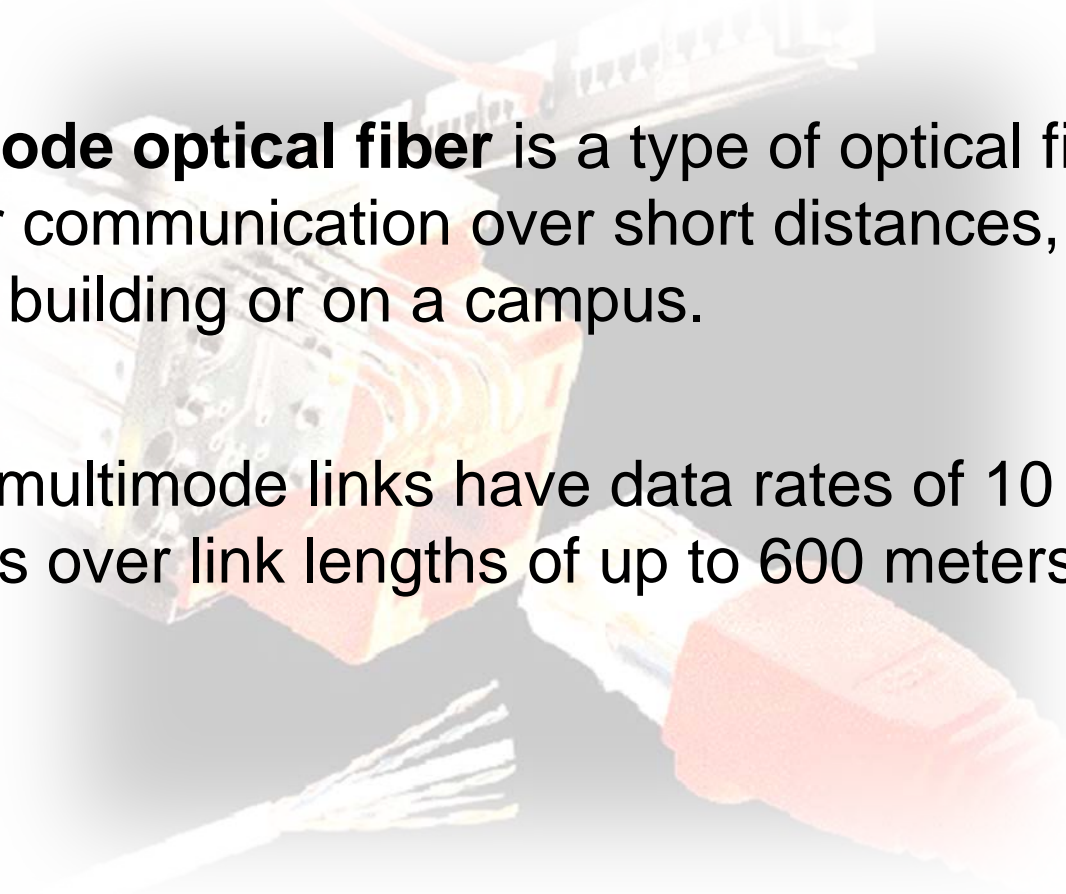 ode optical fiber is a type of optical fi
communication over short distances,
building or on a campus.
multimode links have data rates of 10
s over link lengths of up to 600 meters